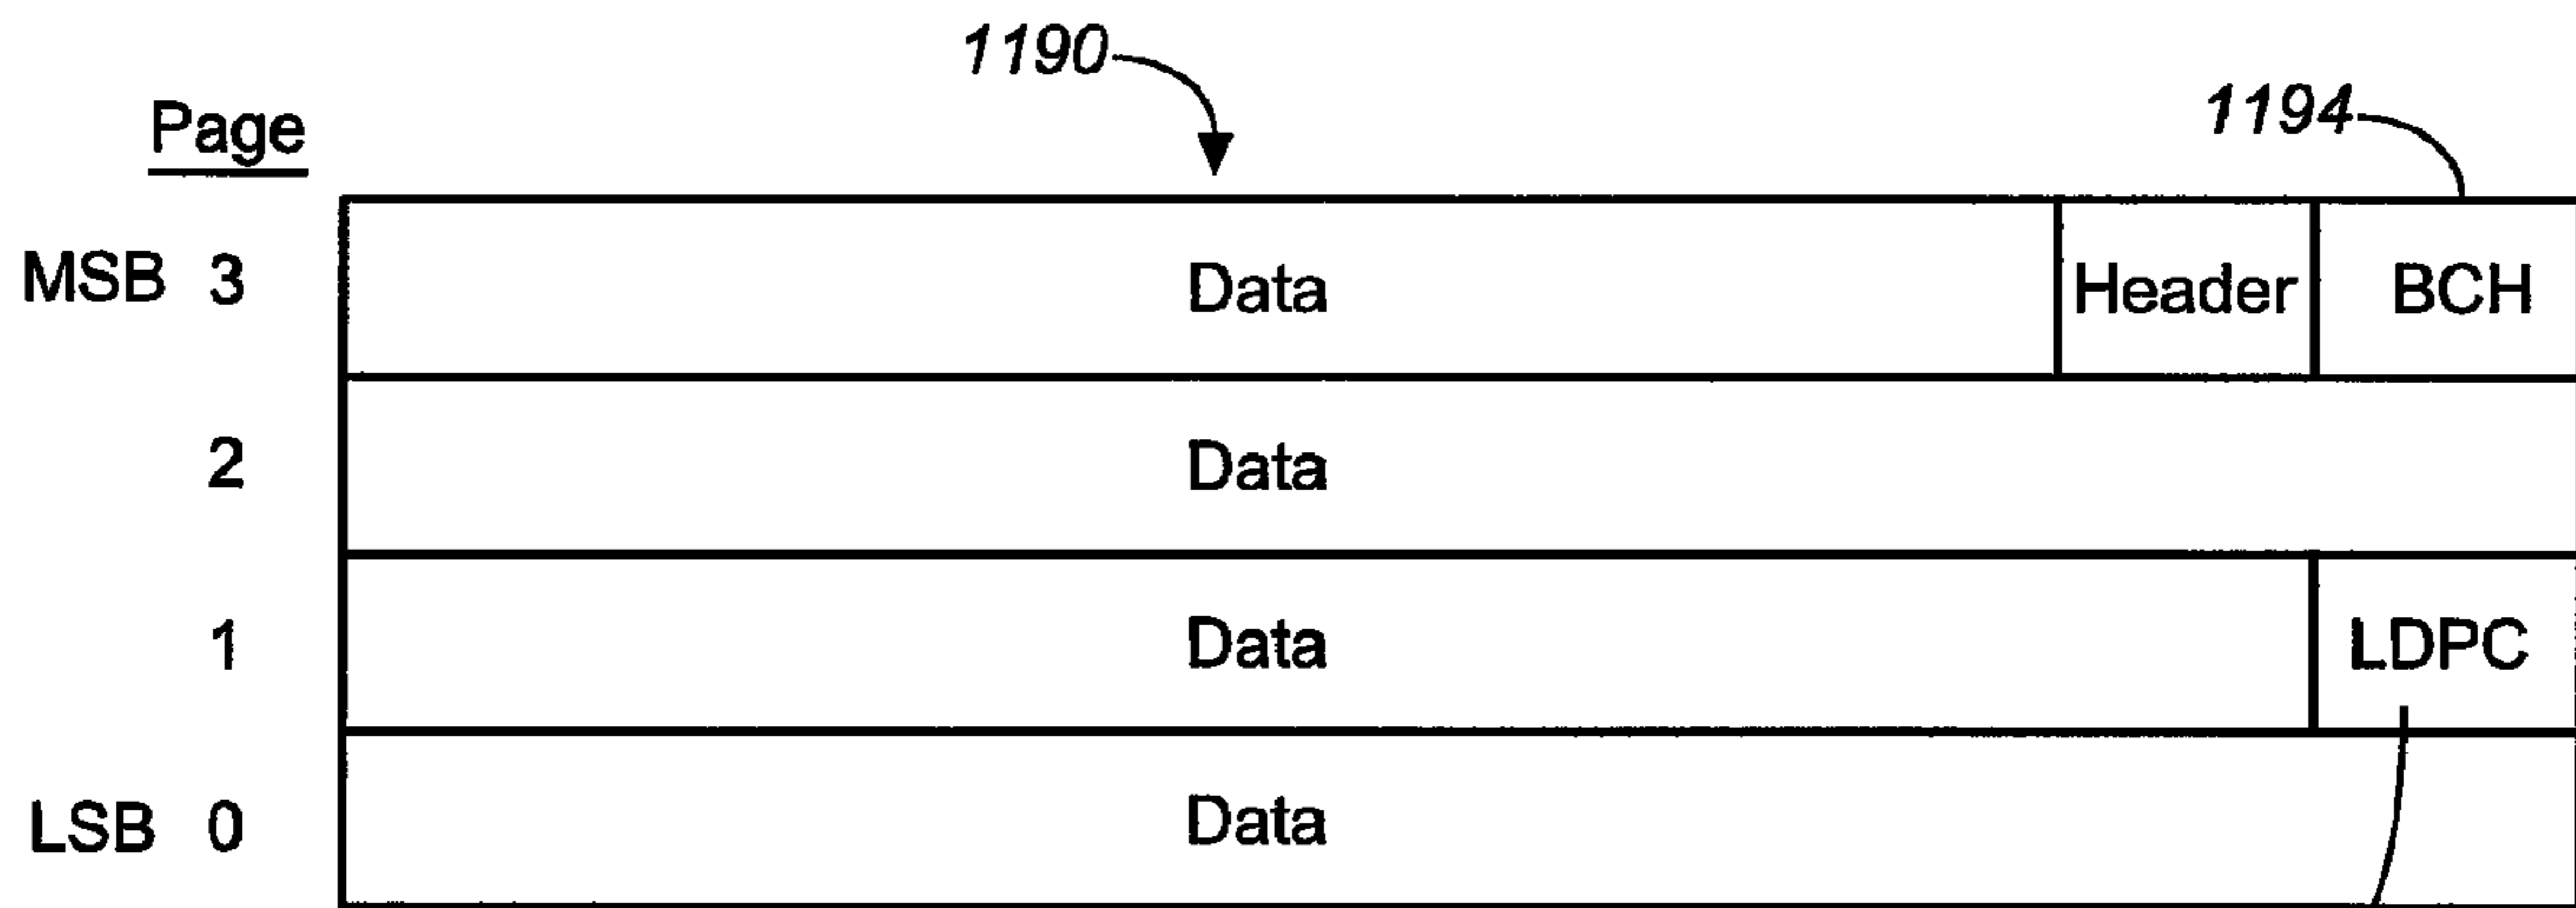 1190
1194
Page
MSB 3 Data Header BCH
2 Data
1 Data LDPC
LSB 0 Data